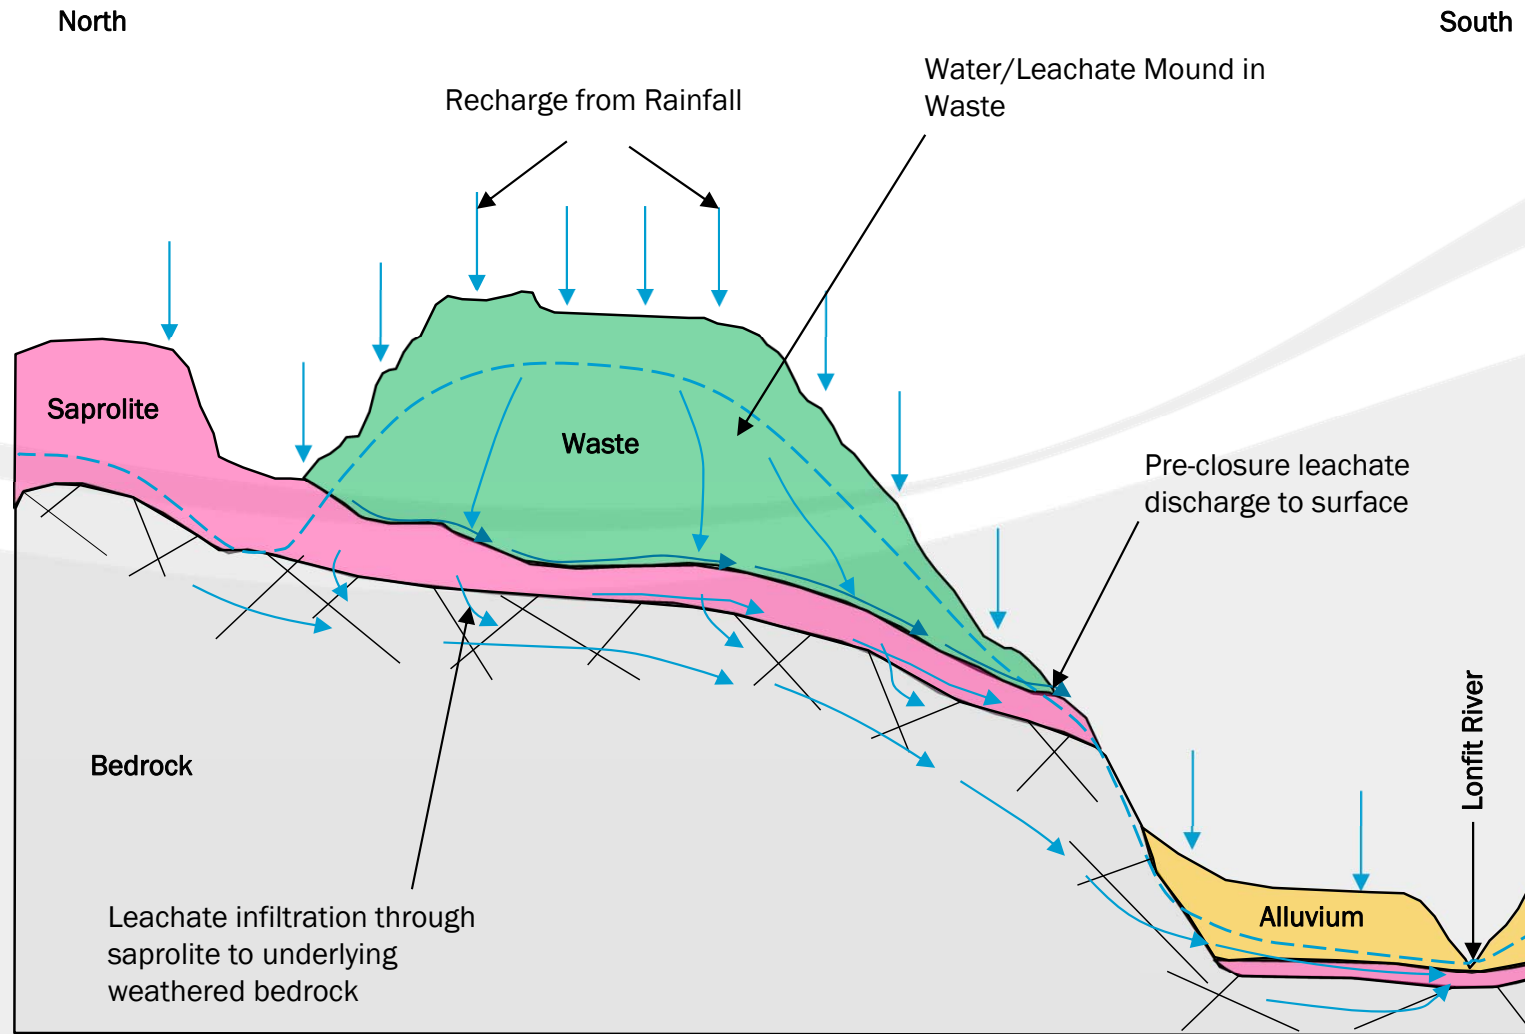 North
South
Water/Leachate Mound in
Waste
Recharge from Rainfall
Saprolite
Waste
Pre-closure leachate
discharge to surface
Lonfit River
Bedrock
Leachate infiltration through
saprolite to underlying
weathered bedrock
Alluvium